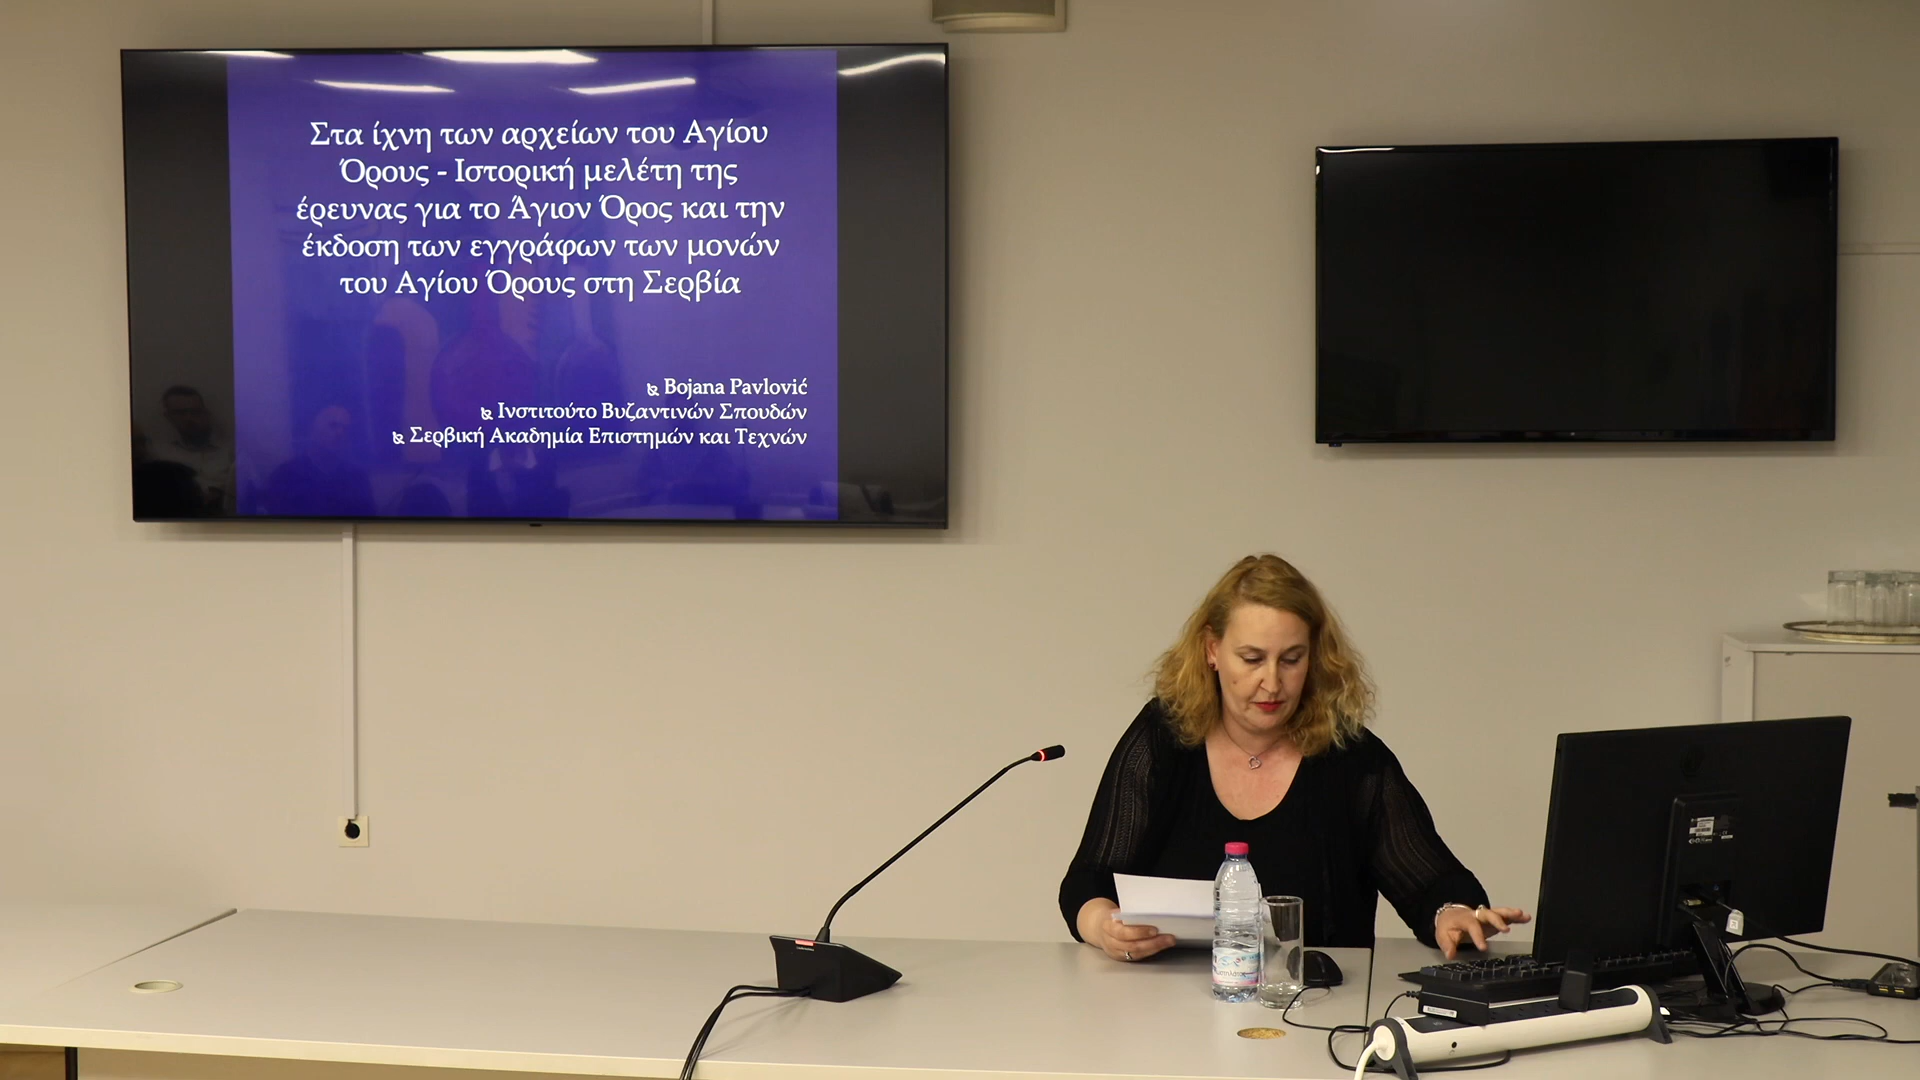 Στα ίχνη των αρχείων του Αγίου
Όρους - Ιστορική μελέτη της
έρευνας για το Άγιον Όρος και την
έκδοση των εγγράφων των μονών
του Αγίου Όρους στη Σερβία
Bojana Pavlović
Ινστιτούτο Βυζαντινών Σπουδών
Σερβική Ακαδημία Επιστημών και Τεχνών